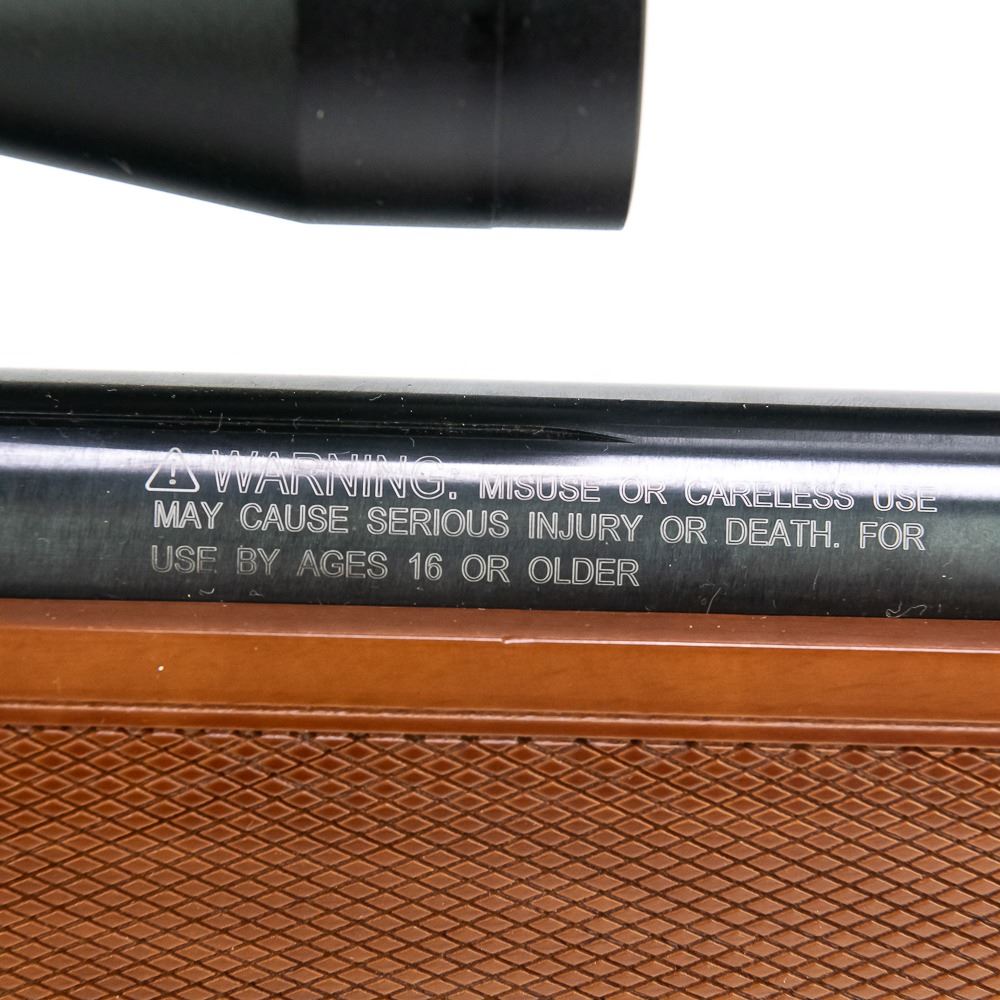 ⚠ WARNING. MISUSE OR CARELESS USE
MAY CAUSE SERIOUS INJURY OR DEATH. FOR
USE BY AGES 16 OR OLDER